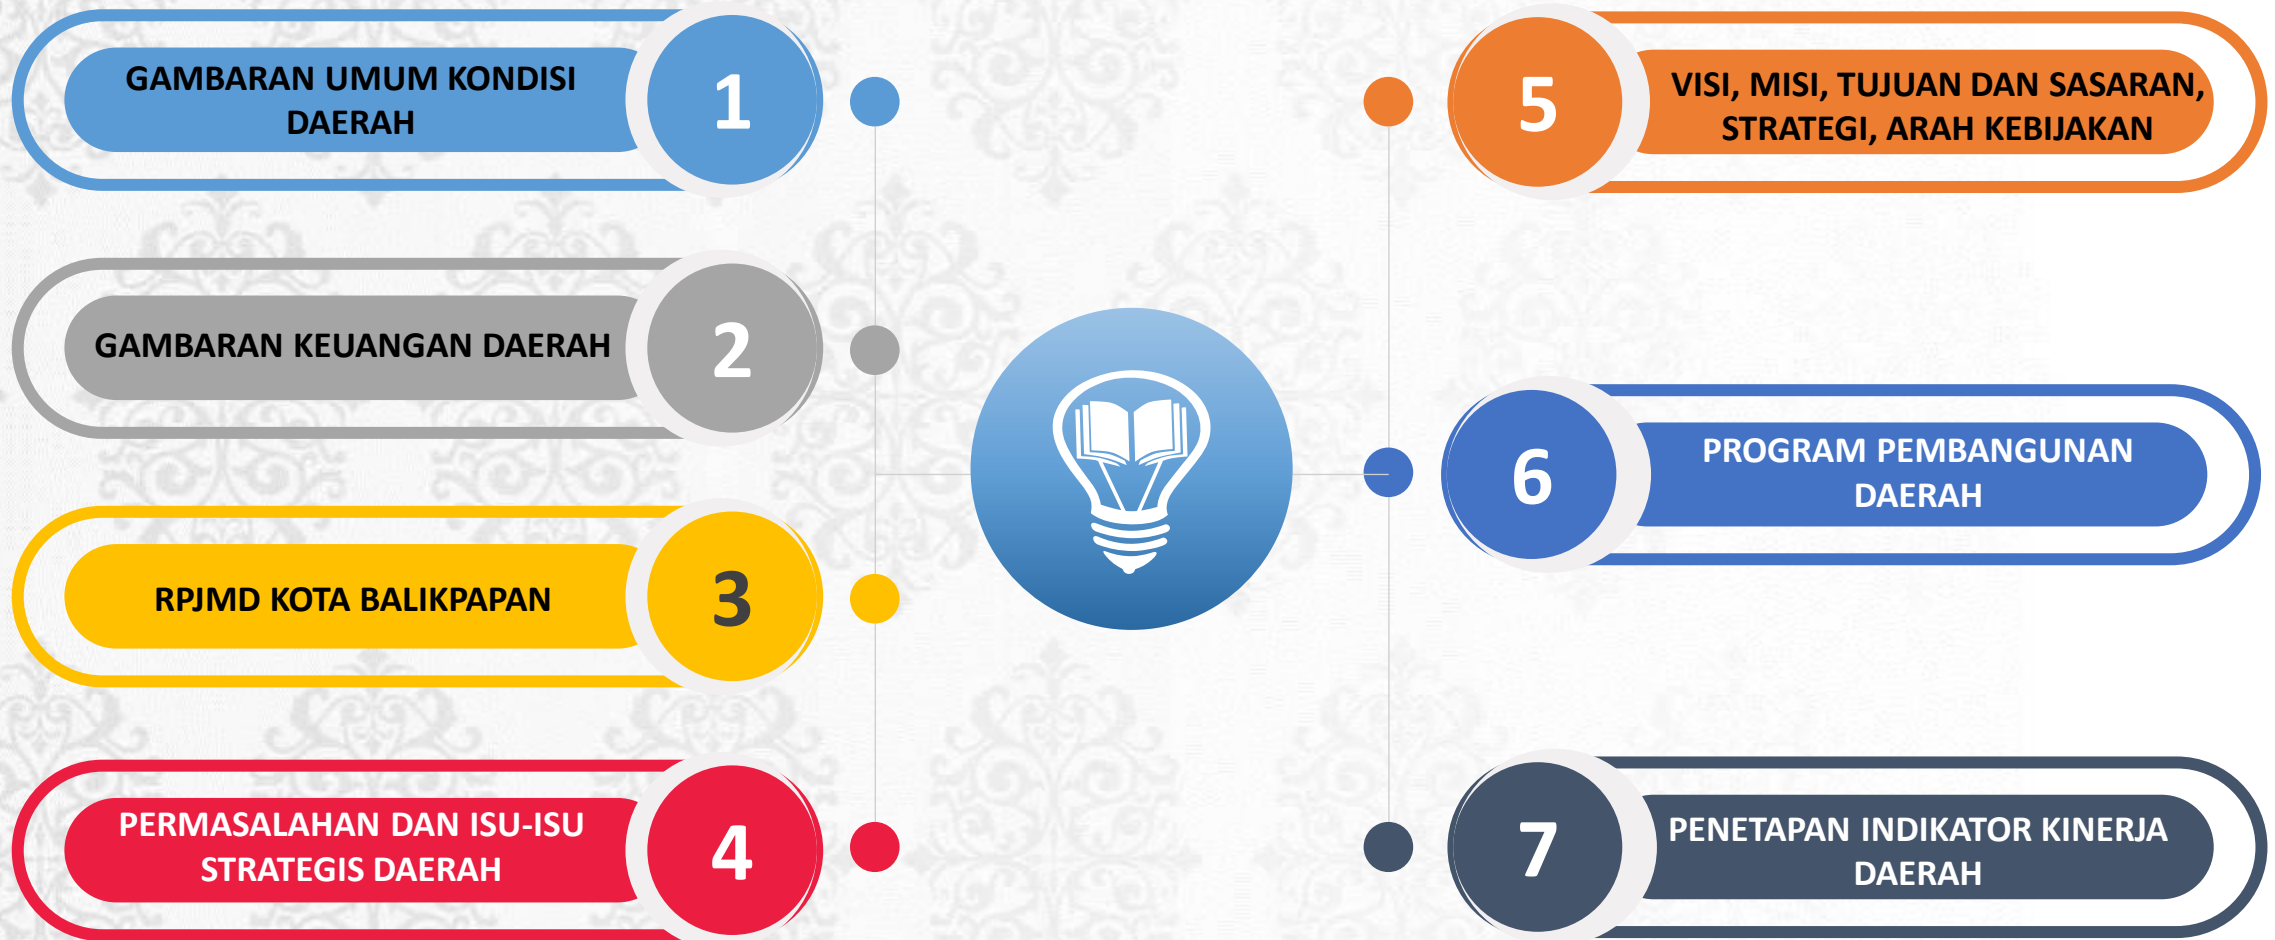 GAMBARAN UMUM KONDISI
DAERAH
1
GAMBARAN KEUANGAN DAERAH
2
RPJMD KOTA BALIKPAPAN
3
PERMASALAHAN DAN ISU-ISU
STRATEGIS DAERAH
4
5
VISI, MISI, TUJUAN DAN SASARAN,
STRATEGI, ARAH KEBIJAKAN
6
PROGRAM PEMBANGUNAN
DAERAH
7
PENETAPAN INDIKATOR KINERJA
DAERAH